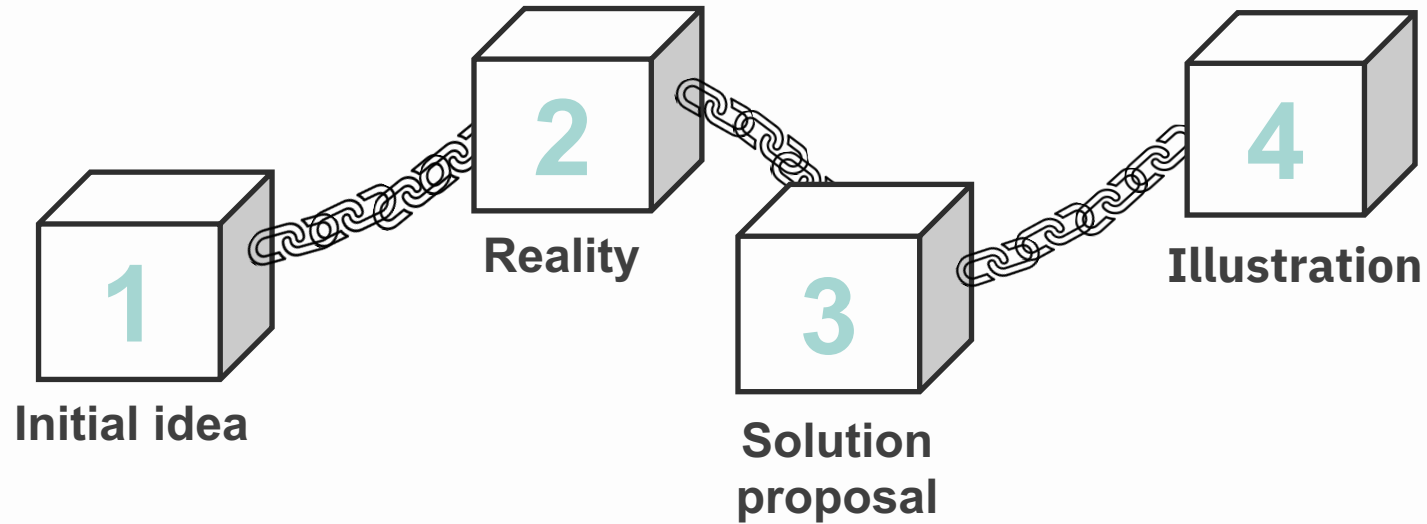 1
Initial idea
2
Reality
3
Solution
proposal
4
Illustration